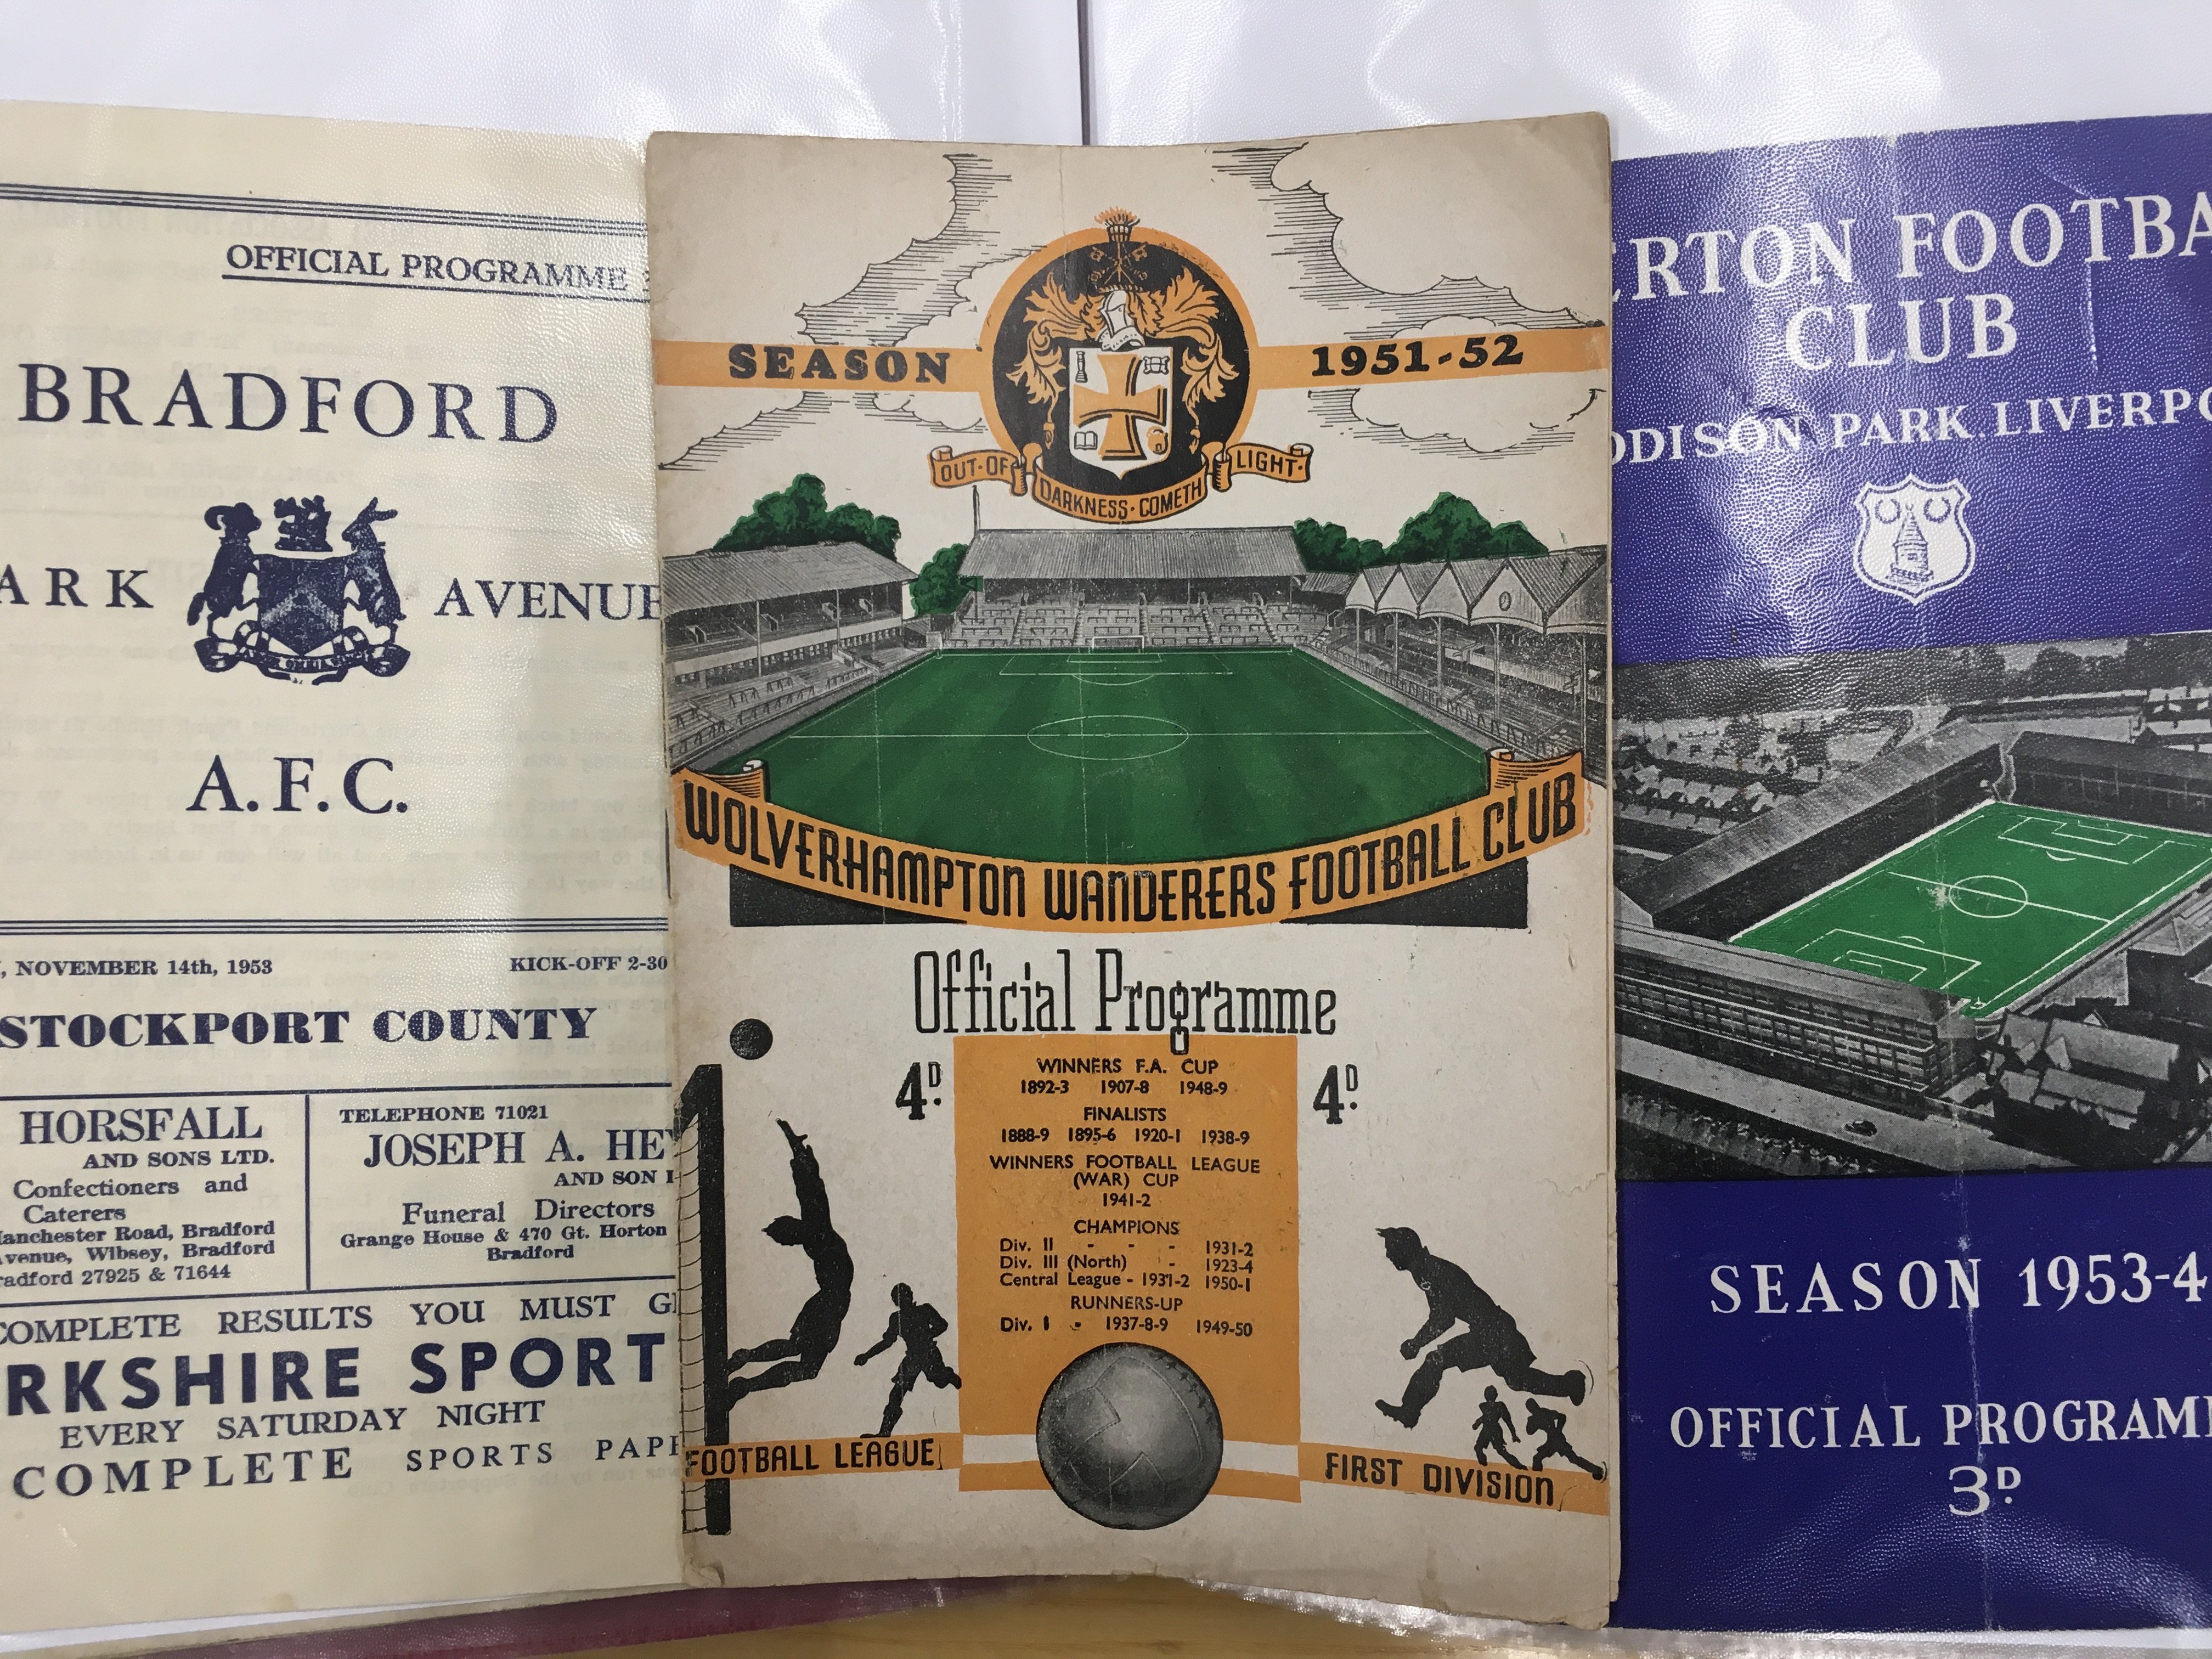 OFFICIAL PROGRAMME
BRADFORD
ARK AVENUE
A.F.C.
, NOVEMBER 14th, 1953 KICK-OFF 2-30
STOCKPORT COUNTY
HORSFALL
AND SONS LTD.
Confectioners and
Caterers
Manchester Road, Bradford
Avenue, Wibsey, Bradford
radford 27925 & 71644
TELEPHONE 71021
JOSEPH A. HEY
AND SON L
Funeral Directors
Grange House & 470 Gt. Horton
Bradford
COMPLETE RESULTS YOU MUST GE
RKSHIRE SPORT
EVERY SATURDAY NIGHT
COMPLETE SPORTS PAPE
SEASON 1951-52
OUT·OF DARKNESS·COMETH LIGHT·
WOLVERHAMPTON WANDERERS FOOTBALL CLUB
Official Programme
4D. 4D.
WINNERS F.A. CUP
1892-3 1907-8 1948-9
FINALISTS
1888-9 1895-6 1920-1 1938-9
WINNERS FOOTBALL LEAGUE
(WAR) CUP
1941-2
CHAMPIONS
Div. II - - - 1931-2
Div. III (North) - 1923-4
Central League - 1931-2 1950-1
RUNNERS-UP
Div. I - 1937-8-9 1949-50
FOOTBALL LEAGUE FIRST DIVISION
ERTON FOOTBA
CLUB
ODISON PARK. LIVERPO
SEASON 1953-4
OFFICIAL PROGRAMM
3D.